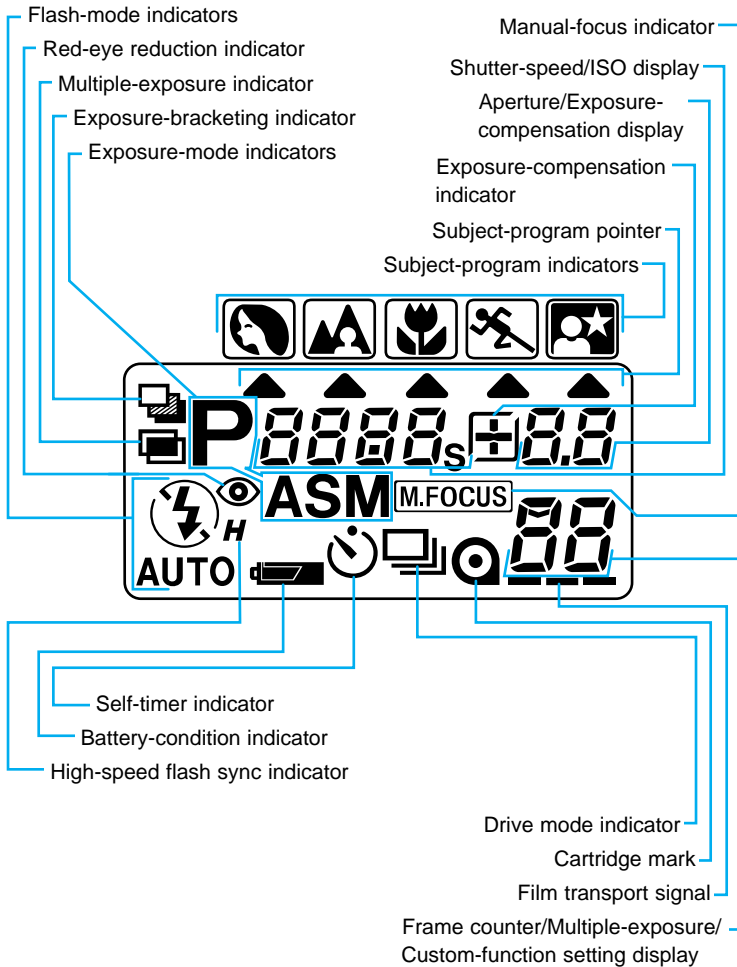 Flash-mode indicators
Red-eye reduction indicator
Multiple-exposure indicator
Exposure-bracketing indicator
Exposure-mode indicators
Manual-focus indicator
Shutter-speed/ISO display
Aperture/Exposure-
compensation display
Exposure-compensation
indicator
Subject-program pointer
Subject-program indicators
P 8888s 8.8
ASM M.FOCUS
H
AUTO 88
Self-timer indicator
Battery-condition indicator
High-speed flash sync indicator
Drive mode indicator
Cartridge mark
Film transport signal
Frame counter/Multiple-exposure/
Custom-function setting display